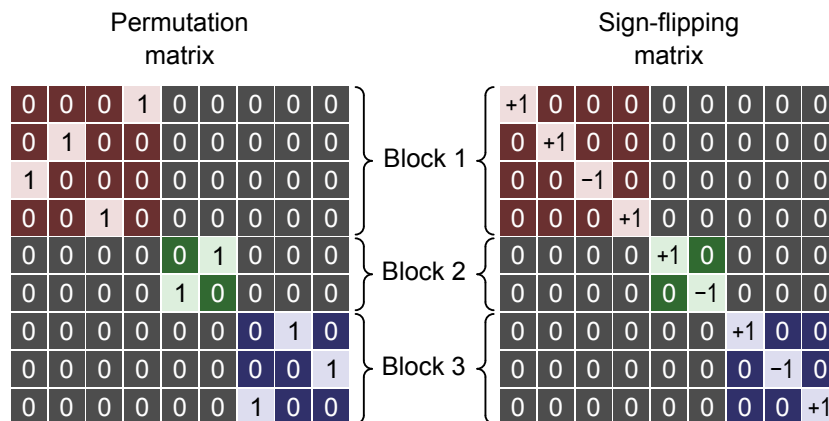 Permutation
matrix
Sign-flipping
matrix
0 0 0 1 0 0 0 0 0
0 1 0 0 0 0 0 0 0
1 0 0 0 0 0 0 0 0
0 0 1 0 0 0 0 0 0
0 0 0 0 0 1 0 0 0
0 0 0 0 1 0 0 0 0
0 0 0 0 0 0 0 1 0
0 0 0 0 0 0 0 0 1
0 0 0 0 0 0 1 0 0
Block 1
Block 2
Block 3
+1 0 0 0 0 0 0 0 0
0 +1 0 0 0 0 0 0 0
0 0 −1 0 0 0 0 0 0
0 0 0 +1 0 0 0 0 0
0 0 0 0 +1 0 0 0 0
0 0 0 0 0 −1 0 0 0
0 0 0 0 0 0 +1 0 0
0 0 0 0 0 0 0 −1 0
0 0 0 0 0 0 0 0 +1